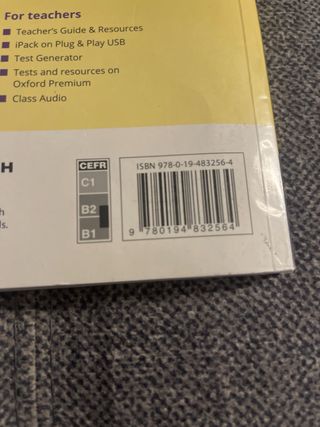 For teachers
Teacher's Guide & Resources
iPack on Plug & Play USB
Test Generator
Tests and resources on
Oxford Premium
Class Audio
H
CEFR
C1
B2
B1
ISBN 978-0-19-483256-4
9 780194 832564